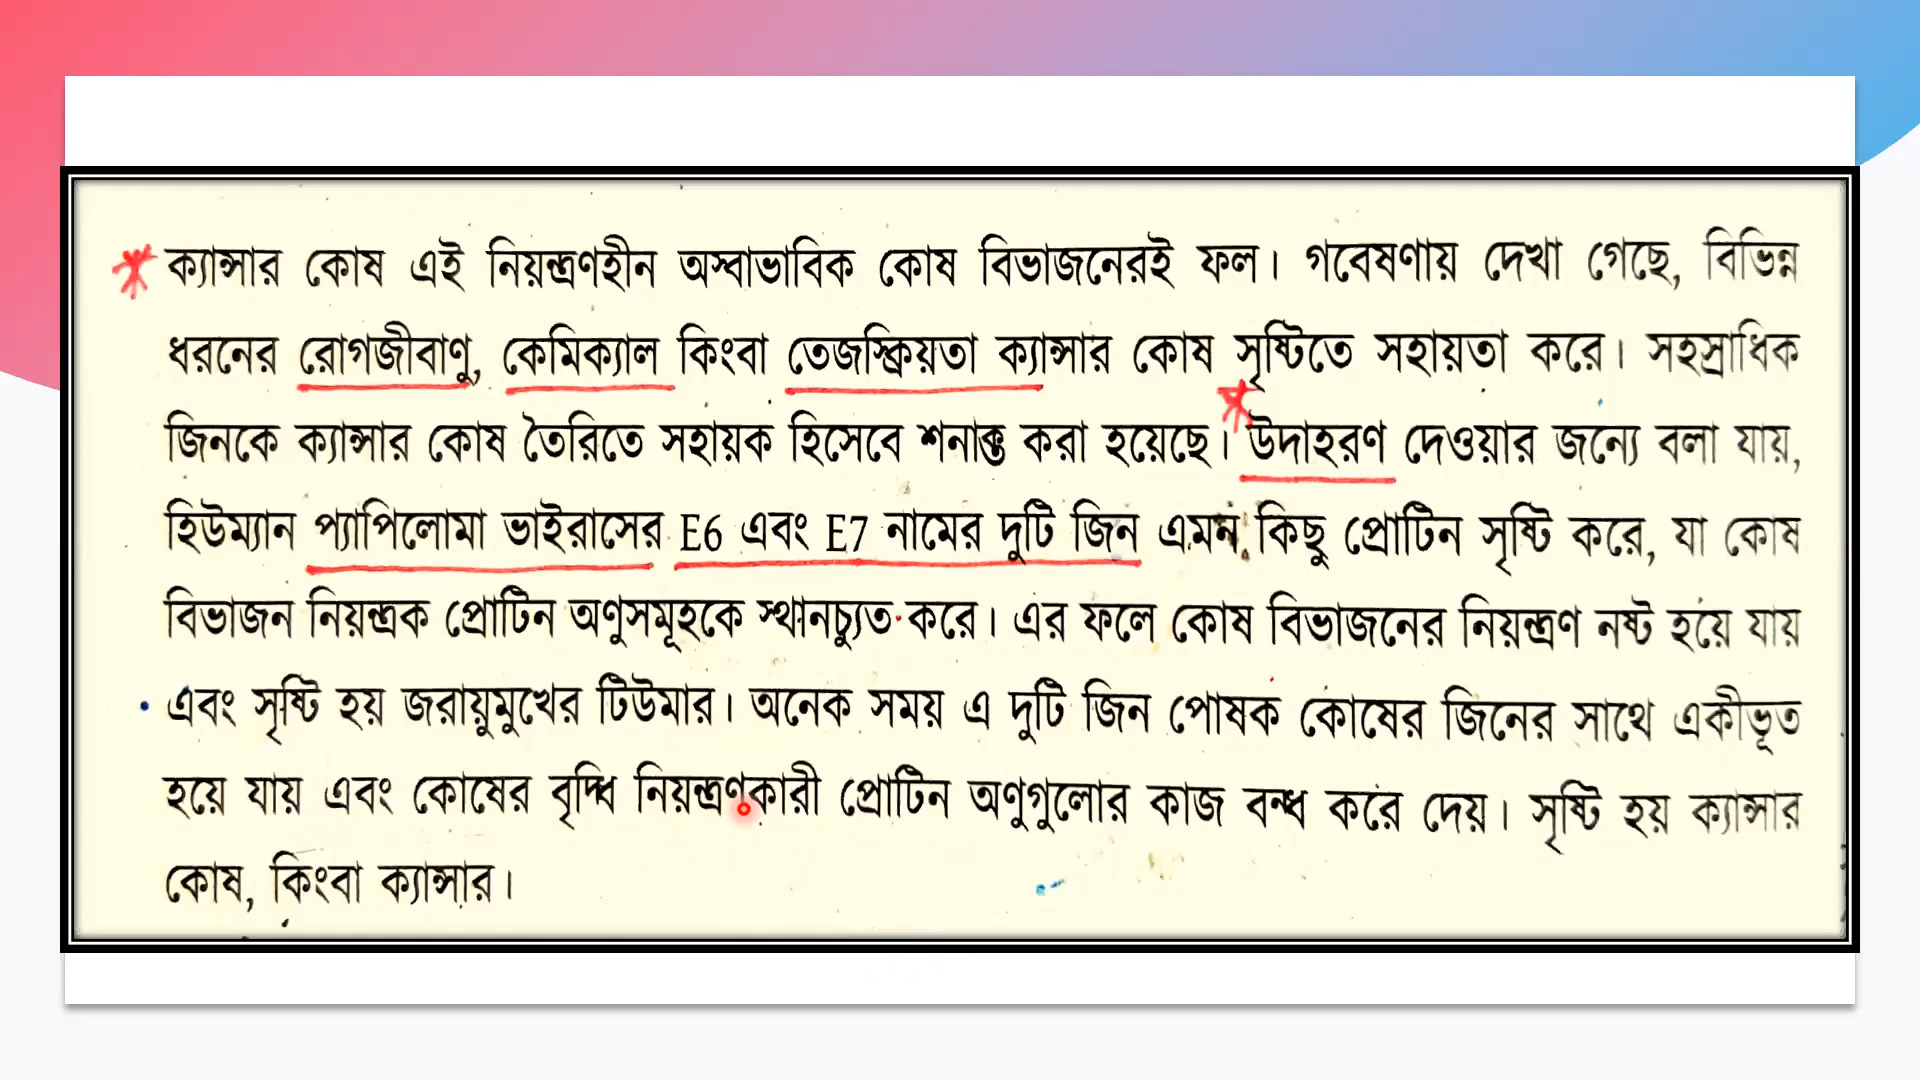 ক্যান্সার কোষ এই নিয়ন্ত্রণহীন অস্বাভাবিক কোষ বিভাজনেরই ফল। গবেষণায় দেখা গেছে, বিভিন্ন
ধরনের রোগজীবাণু, কেমিক্যাল কিংবা তেজস্ক্রিয়তা ক্যান্সার কোষ সৃষ্টিতে সহায়তা করে। সহস্রাধিক
জিনকে ক্যান্সার কোষ তৈরিতে সহায়ক হিসেবে শনাক্ত করা হয়েছে। উদাহরণ দেওয়ার জন্যে বলা যায়,
হিউম্যান প্যাপিলোমা ভাইরাসের E6 এবং E7 নামের দুটি জিন এমন কিছু প্রোটিন সৃষ্টি করে, যা কোষ
বিভাজন নিয়ন্ত্রক প্রোটিন অণুসমূহকে স্থানচ্যুত করে। এর ফলে কোষ বিভাজনের নিয়ন্ত্রণ নষ্ট হয়ে যায়
এবং সৃষ্টি হয় জরায়ুমুখের টিউমার। অনেক সময় এ দুটি জিন পোষক কোষের জিনের সাথে একীভূত
হয়ে যায় এবং কোষের বৃদ্ধি নিয়ন্ত্রণকারী প্রোটিন অণুগুলোর কাজ বন্ধ করে দেয়। সৃষ্টি হয় ক্যান্সার
কোষ, কিংবা ক্যান্সার।